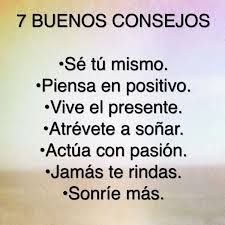 7 BUENOS CONSEJOS
•Sé tú mismo.
•Piensa en positivo.
•Vive el presente.
•Atrévete a soñar.
•Actúa con pasión.
•Jamás te rindas.
•Sonríe más.